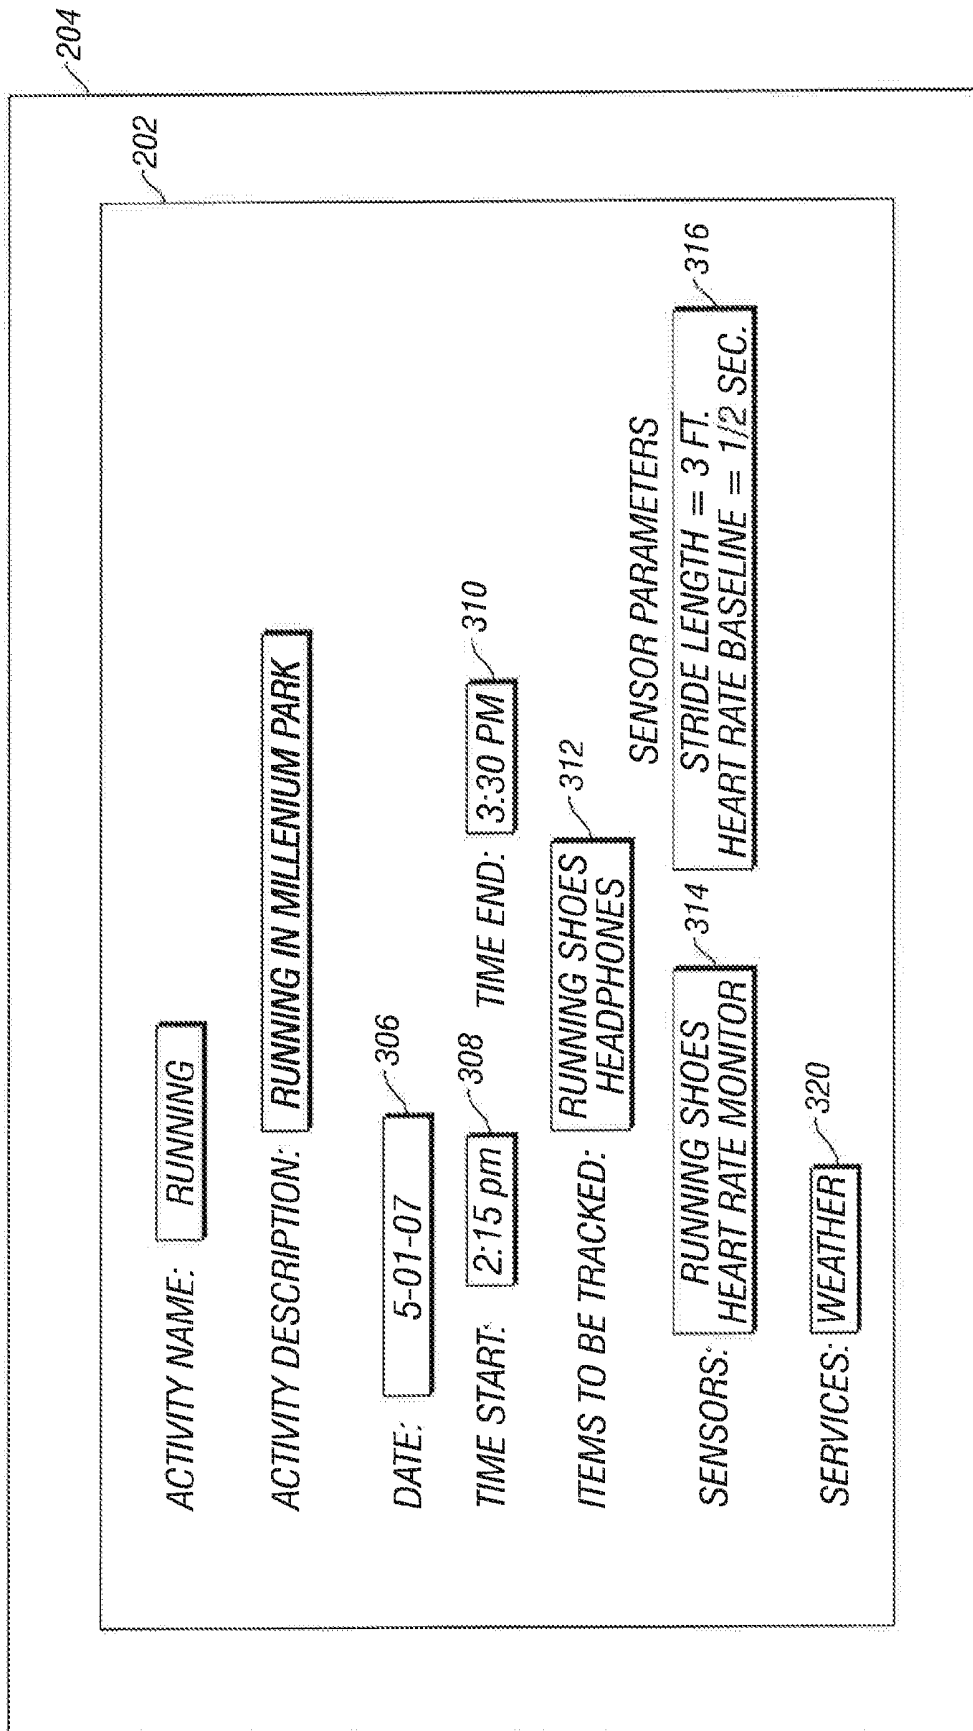 204
202
ACTIVITY NAME: RUNNING
ACTIVITY DESCRIPTION: RUNNING IN MILLENIUM PARK
306
DATE: 5-01-07
308
310
TIME START: 2:15 pm TIME END: 3:30 PM
312
ITEMS TO BE TRACKED: RUNNING SHOES
HEADPHONES
SENSOR PARAMETERS
314
316
SENSORS: RUNNING SHOES STRIDE LENGTH = 3 FT.
HEART RATE MONITOR HEART RATE BASELINE = 1/2 SEC.
320
SERVICES: WEATHER